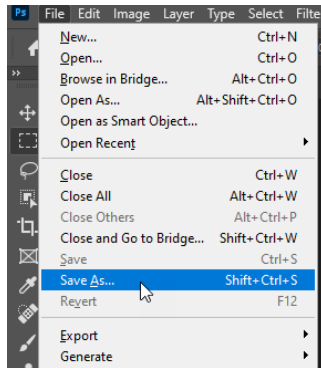 Ps File Edit Image Layer Type Select Filte
New... Ctrl+N
Open... Ctrl+O
Browse in Bridge... Alt+Ctrl+O
Open As... Alt+Shift+Ctrl+O
Open as Smart Object...
Open Recent
Close Ctrl+W
Close All Alt+Ctrl+W
Close Others Alt+Ctrl+P
Close and Go to Bridge... Shift+Ctrl+W
Save Ctrl+S
Save As... Shift+Ctrl+S
Revert F12
Export
Generate